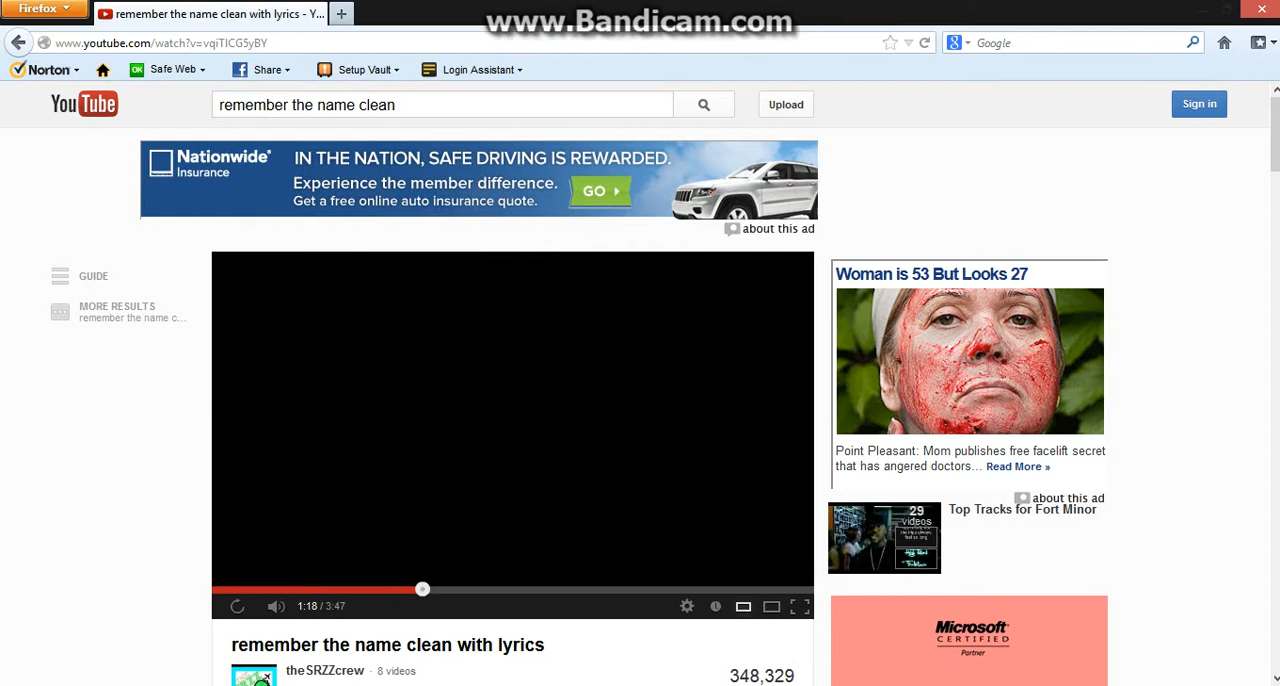 www.Bandicam.com
Firefox
remember the name clean with lyrics - Y...
www.youtube.com/watch?v=vqiTICG5yBY
Google
Norton
OK Safe Web
Share
Setup Vault
Login Assistant
YouTube
remember the name clean
Upload
Sign in
Nationwide®
Insurance
IN THE NATION, SAFE DRIVING IS REWARDED.
Experience the member difference.
Get a free online auto insurance quote.
GO
about this ad
GUIDE
MORE RESULTS
remember the name c...
Woman is 53 But Looks 27
Point Pleasant: Mom publishes free facelift secret
that has angered doctors... Read More »
about this ad
29
videos
Top Tracks for Fort Minor
1:18 / 3:47
Microsoft
CERTIFIED
Partner
remember the name clean with lyrics
theSRZZcrew · 8 videos
348,329